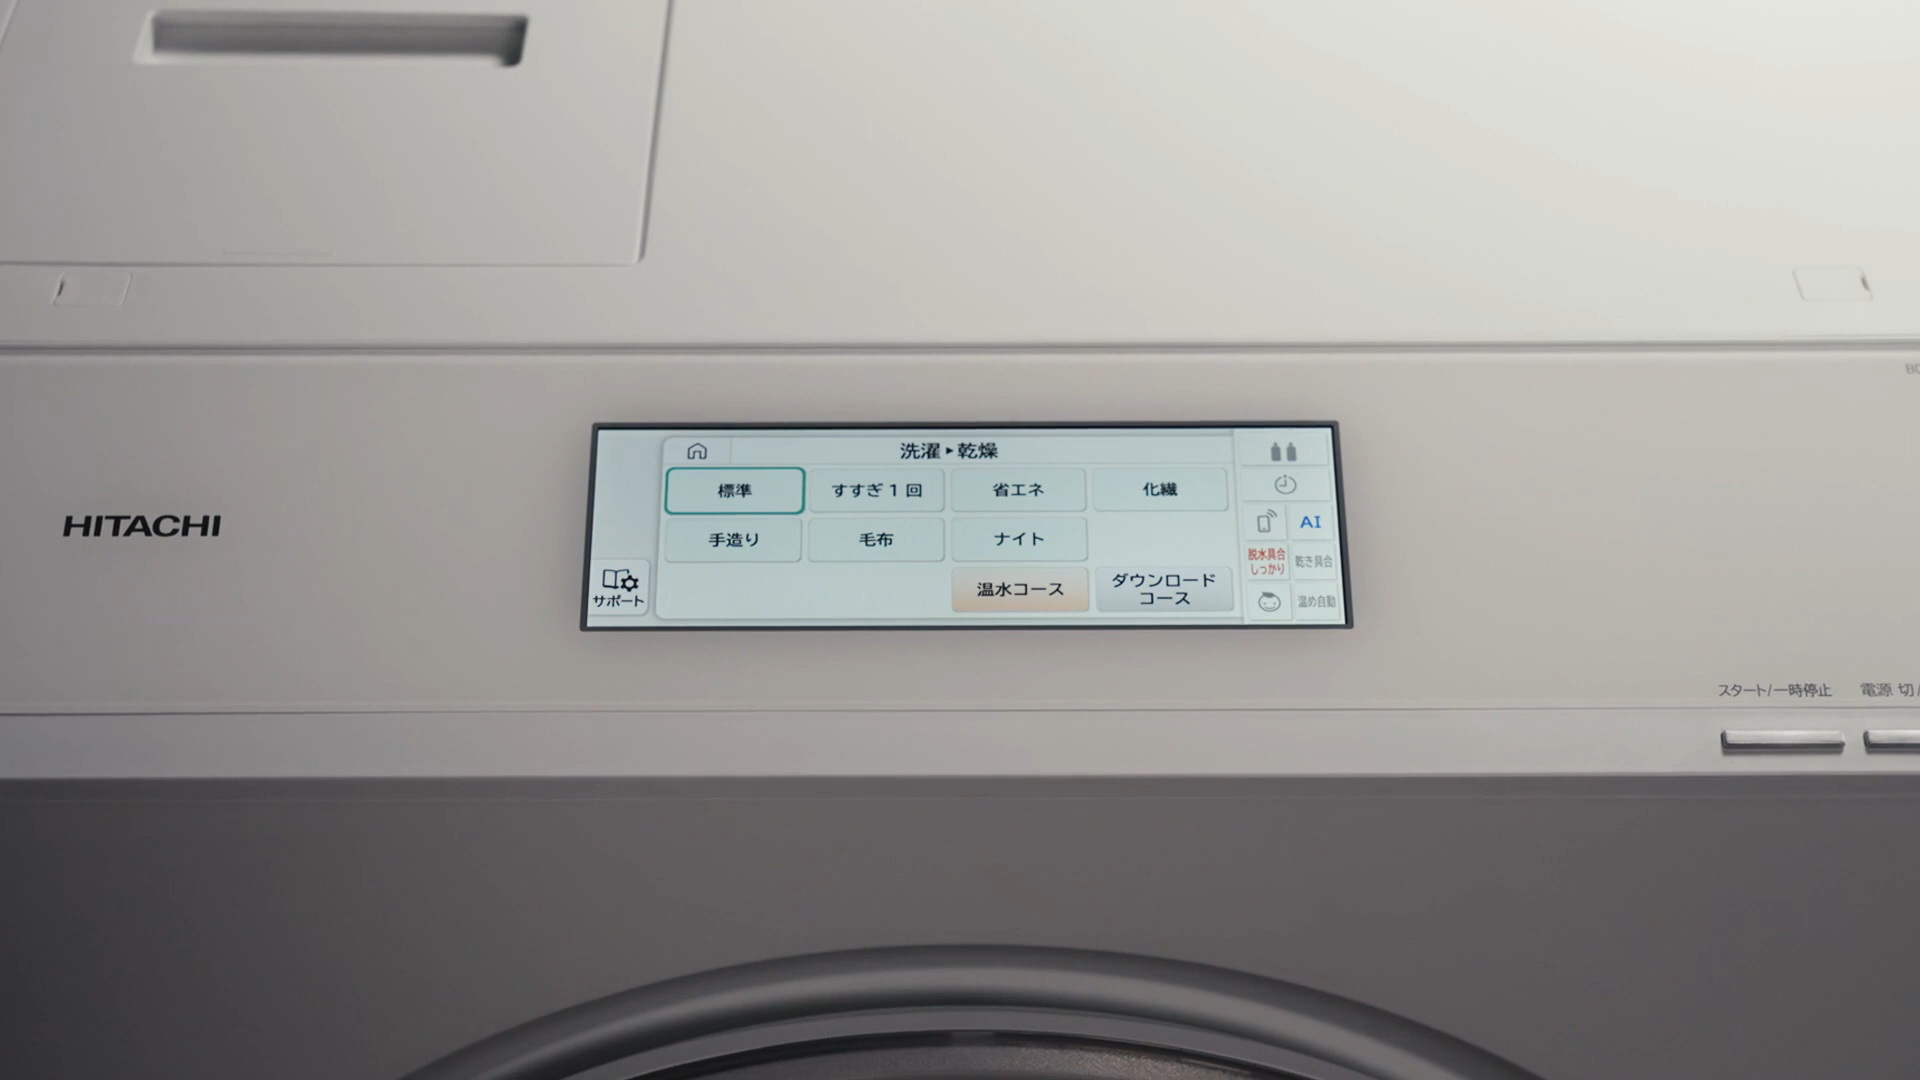 HITACHI
洗濯▸乾燥
標準
すすぎ1回
省エネ
化繊
手造り
毛布
ナイト
温水コース
ダウンロード
コース
サポート
AI
脱水具合
しっかり
乾き具合
温め自動
スタート/一時停止
電源 切/